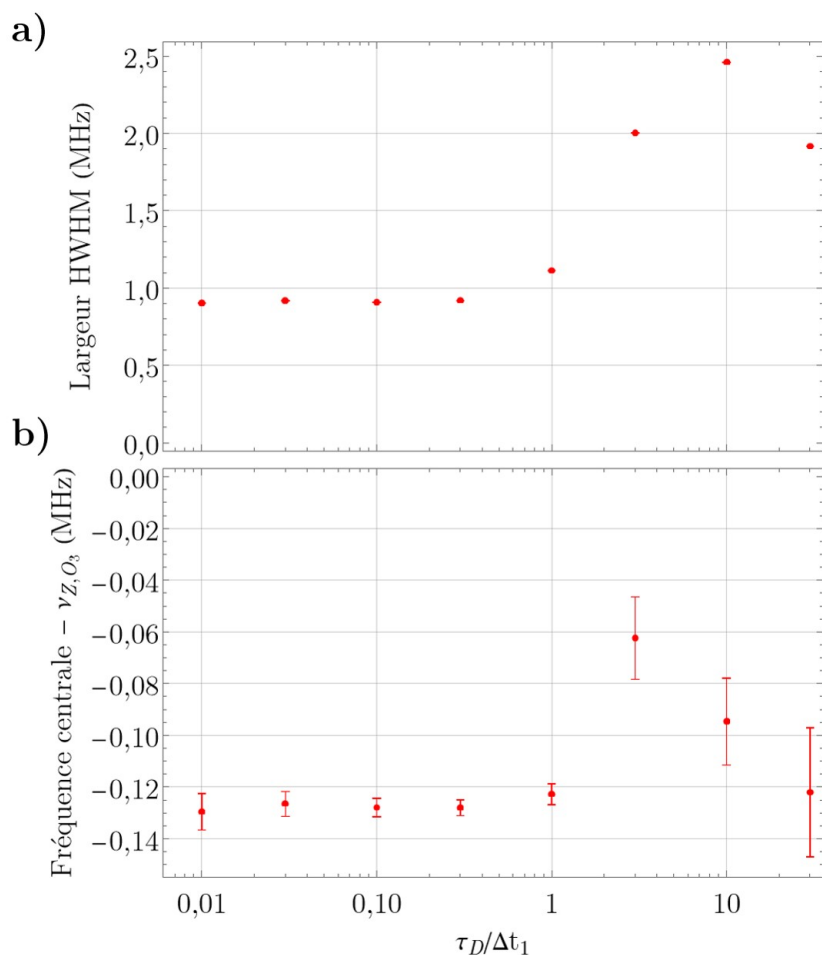 a)
Largeur HWHM (MHz)
2,5
2,0
1,5
1,0
0,5
0,0
b)
Fréquence centrale − ν_{Z,O_3} (MHz)
0,00
−0,02
−0,04
−0,06
−0,08
−0,10
−0,12
−0,14
0,01 0,10 1 10
τ_D/Δt_1